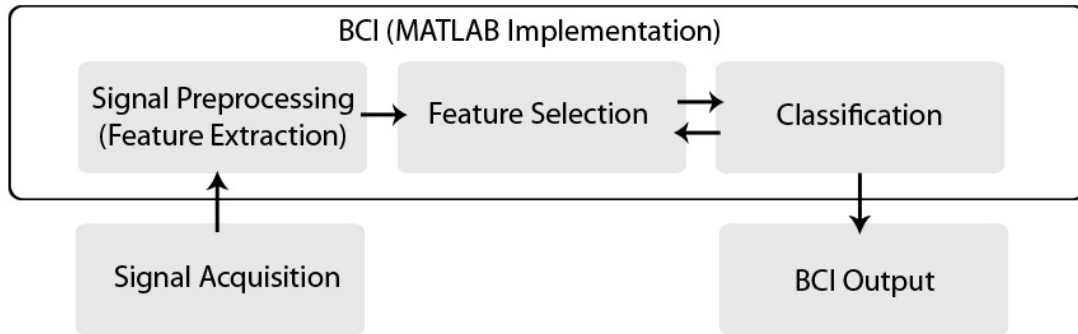 BCI (MATLAB Implementation)
Signal Preprocessing
(Feature Extraction)
Feature Selection
Classification
Signal Acquisition
BCI Output